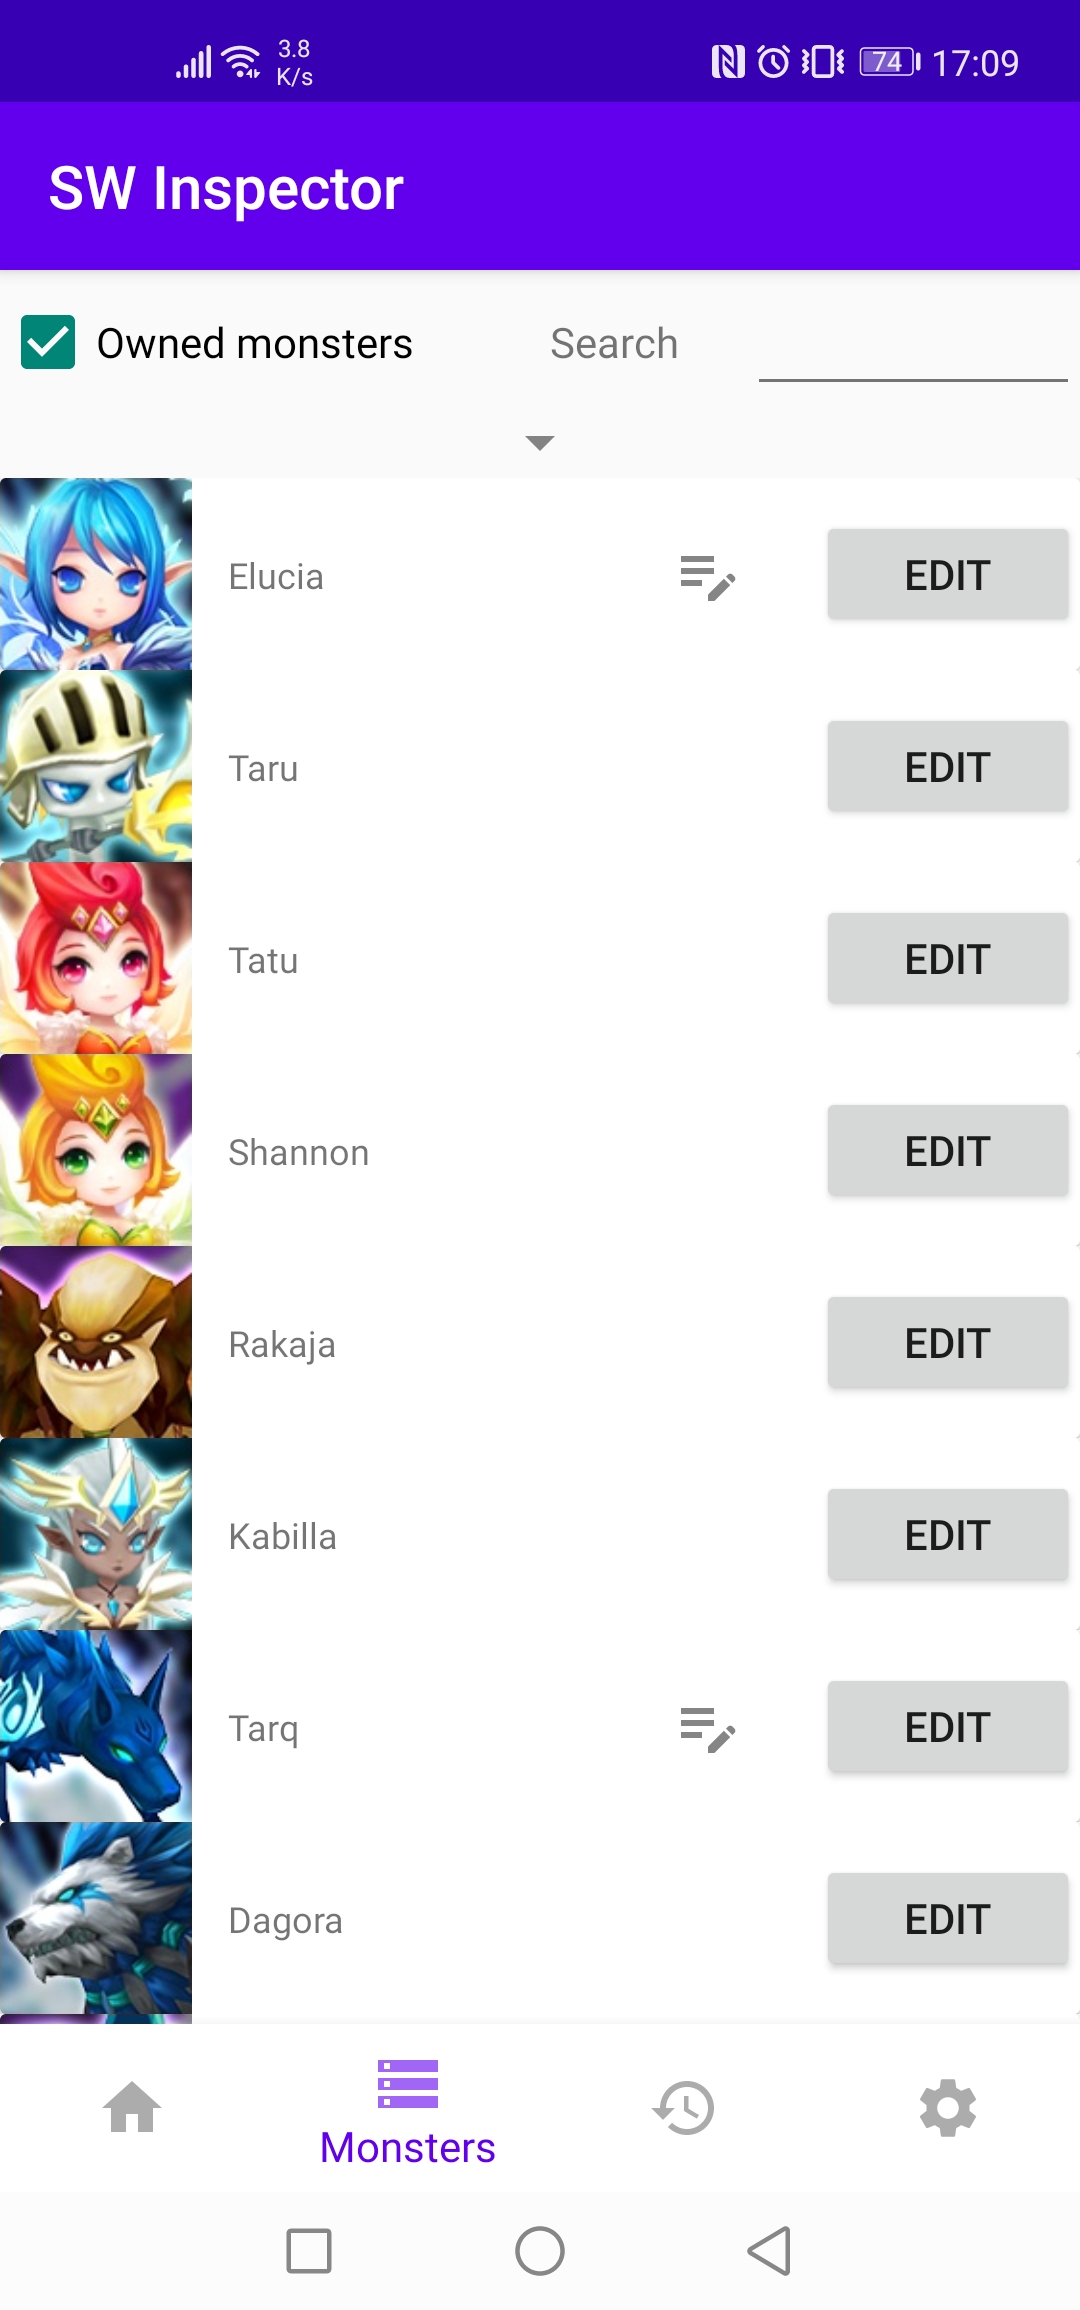 3.8
K/s
74 17:09
SW Inspector
Owned monsters Search
Elucia EDIT
Taru EDIT
Tatu EDIT
Shannon EDIT
Rakaja EDIT
Kabilla EDIT
Tarq EDIT
Dagora EDIT
Monsters